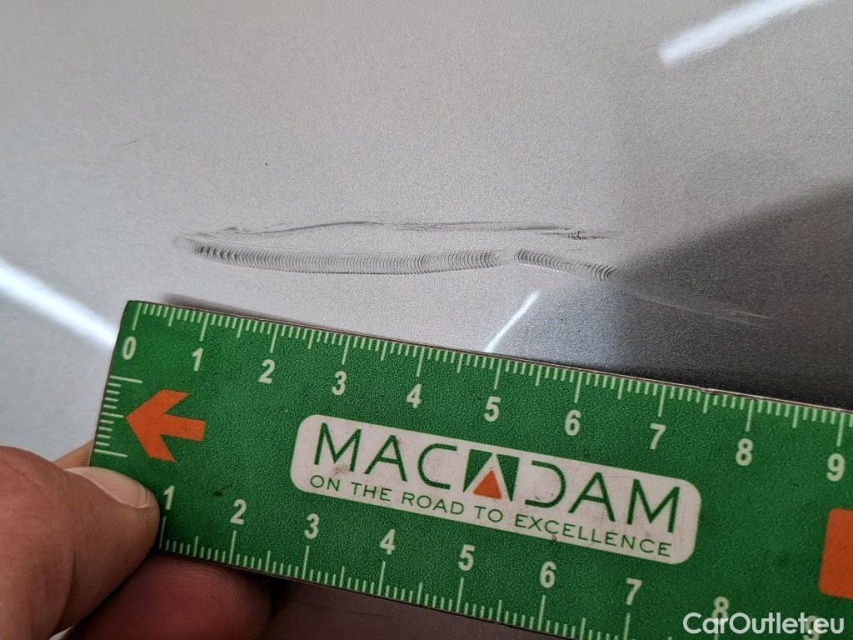 0 1 2 3 4 5 6 7 8 9
MACADAM
ON THE ROAD TO EXCELLENCE
1 2 3 4 5 6 7 8
CarOutlet.eu